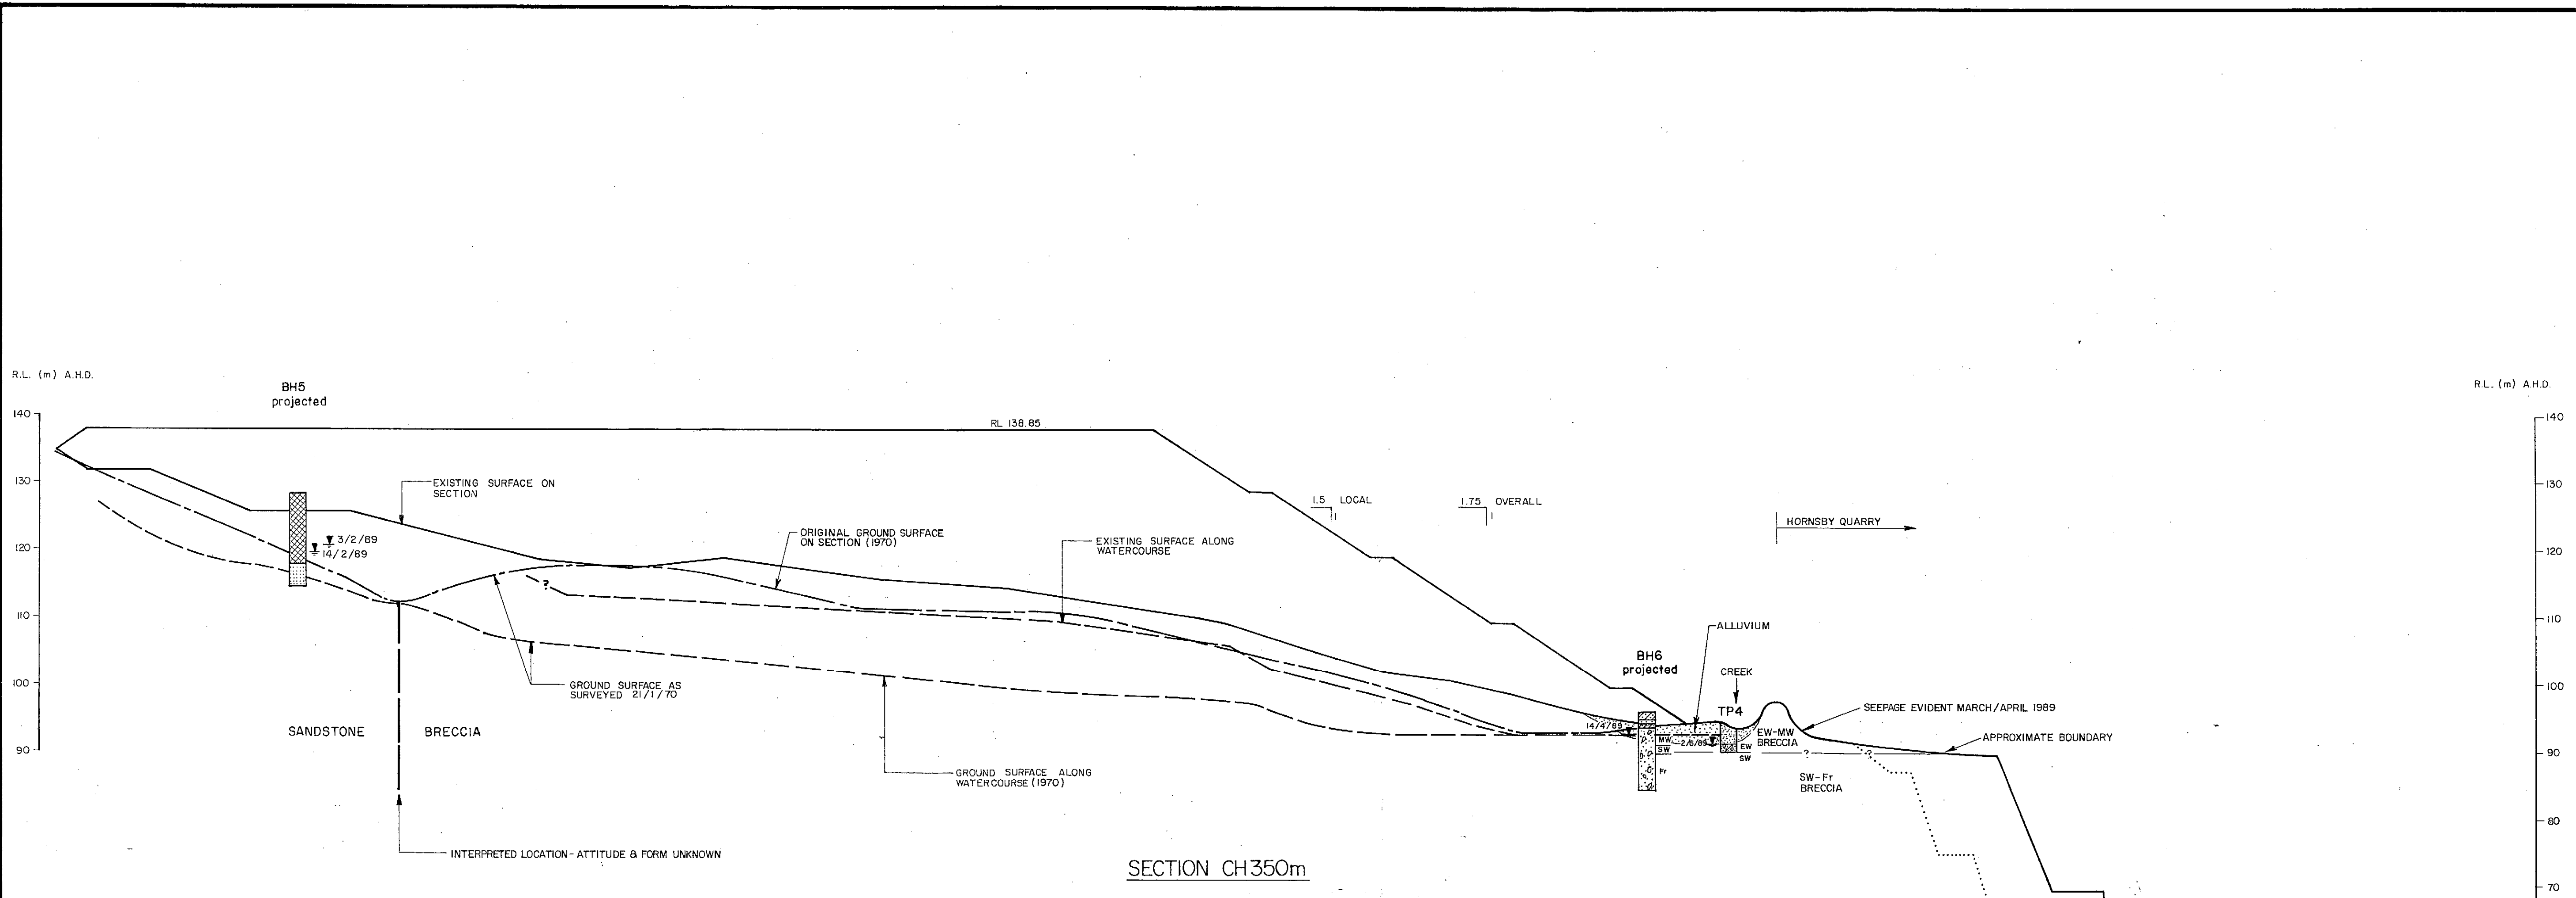 R.L. (m) A.H.D.
R.L. (m) A.H.D.
BH5
projected
140
140
RL 138.85
130
130
EXISTING SURFACE ON
SECTION
1.5 LOCAL
1
1.75 OVERALL
1
HORNSBY QUARRY
ORIGINAL GROUND SURFACE
ON SECTION (1970)
3/2/89
14/2/89
EXISTING SURFACE ALONG
WATERCOURSE
120
120
?
110
110
ALLUVIUM
BH6
projected
CREEK
TP4
GROUND SURFACE AS
SURVEYED 21/1/70
100
100
SEEPAGE EVIDENT MARCH/APRIL 1989
SANDSTONE
BRECCIA
14/4/89
EW-MW
BRECCIA
APPROXIMATE BOUNDARY
MW
SW
EW
SW
?
?
90
90
Fr
SW-Fr
BRECCIA
GROUND SURFACE ALONG
WATERCOURSE (1970)
80
INTERPRETED LOCATION-ATTITUDE & FORM UNKNOWN
SECTION CH350m
70